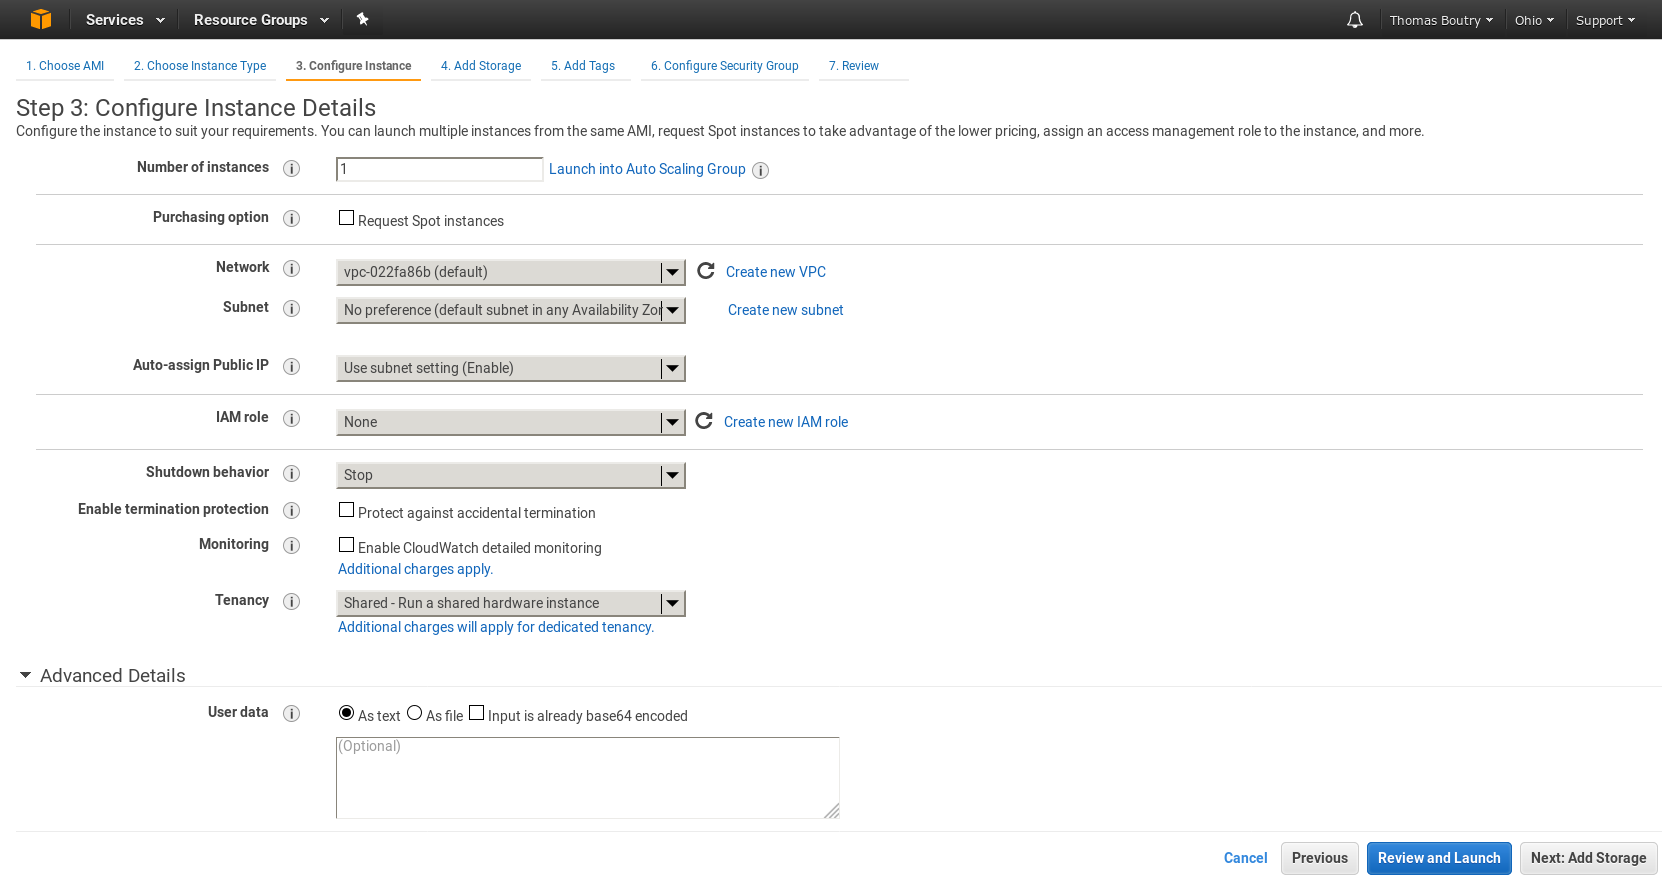 Services Resource Groups Thomas Boutry Ohio Support
1. Choose AMI 2. Choose Instance Type 3. Configure Instance 4. Add Storage 5. Add Tags 6. Configure Security Group 7. Review
Step 3: Configure Instance Details
Configure the instance to suit your requirements. You can launch multiple instances from the same AMI, request Spot instances to take advantage of the lower pricing, assign an access management role to the instance, and more.
Number of instances 1 Launch into Auto Scaling Group
Purchasing option Request Spot instances
Network vpc-022fa86b (default) Create new VPC
Subnet No preference (default subnet in any Availability Zor Create new subnet
Auto-assign Public IP Use subnet setting (Enable)
IAM role None Create new IAM role
Shutdown behavior Stop
Enable termination protection Protect against accidental termination
Monitoring Enable CloudWatch detailed monitoring
Additional charges apply.
Tenancy Shared - Run a shared hardware instance
Additional charges will apply for dedicated tenancy.
Advanced Details
User data As text As file Input is already base64 encoded
(Optional)
Cancel Previous Review and Launch Next: Add Storage